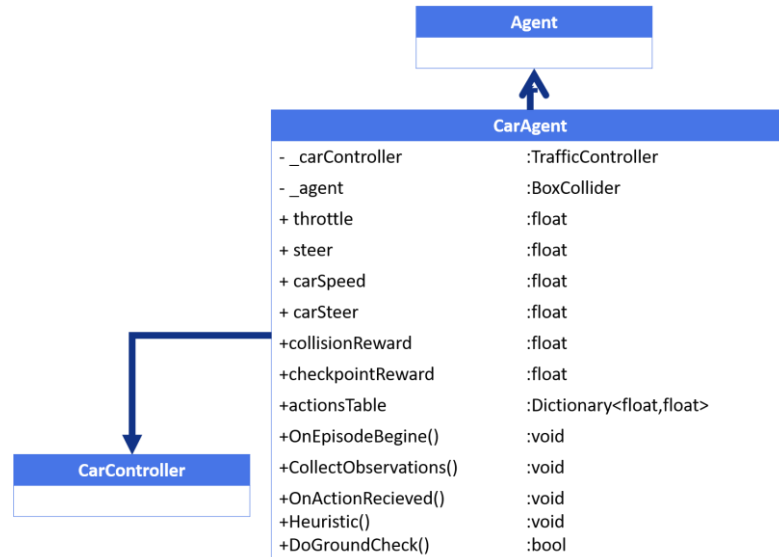 Agent
CarAgent
- _carController :TrafficController
- _agent :BoxCollider
+ throttle :float
+ steer :float
+ carSpeed :float
+ carSteer :float
+collisionReward :float
+checkpointReward :float
+actionsTable :Dictionary<float,float>
+OnEpisodeBegine() :void
+CollectObservations() :void
+OnActionRecieved() :void
+Heuristic() :void
+DoGroundCheck() :bool
CarController